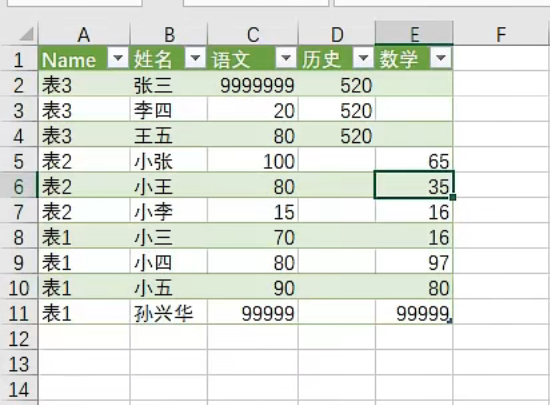 A B C D E F
1 Name 姓名 语文 历史 数学
2 表3 张三 9999999 520
3 表3 李四 20 520
4 表3 王五 80 520
5 表2 小张 100 65
6 表2 小王 80 35
7 表2 小李 15 16
8 表1 小三 70 16
9 表1 小四 80 97
10 表1 小五 90 80
11 表1 孙兴华 99999 99999
12
13
14